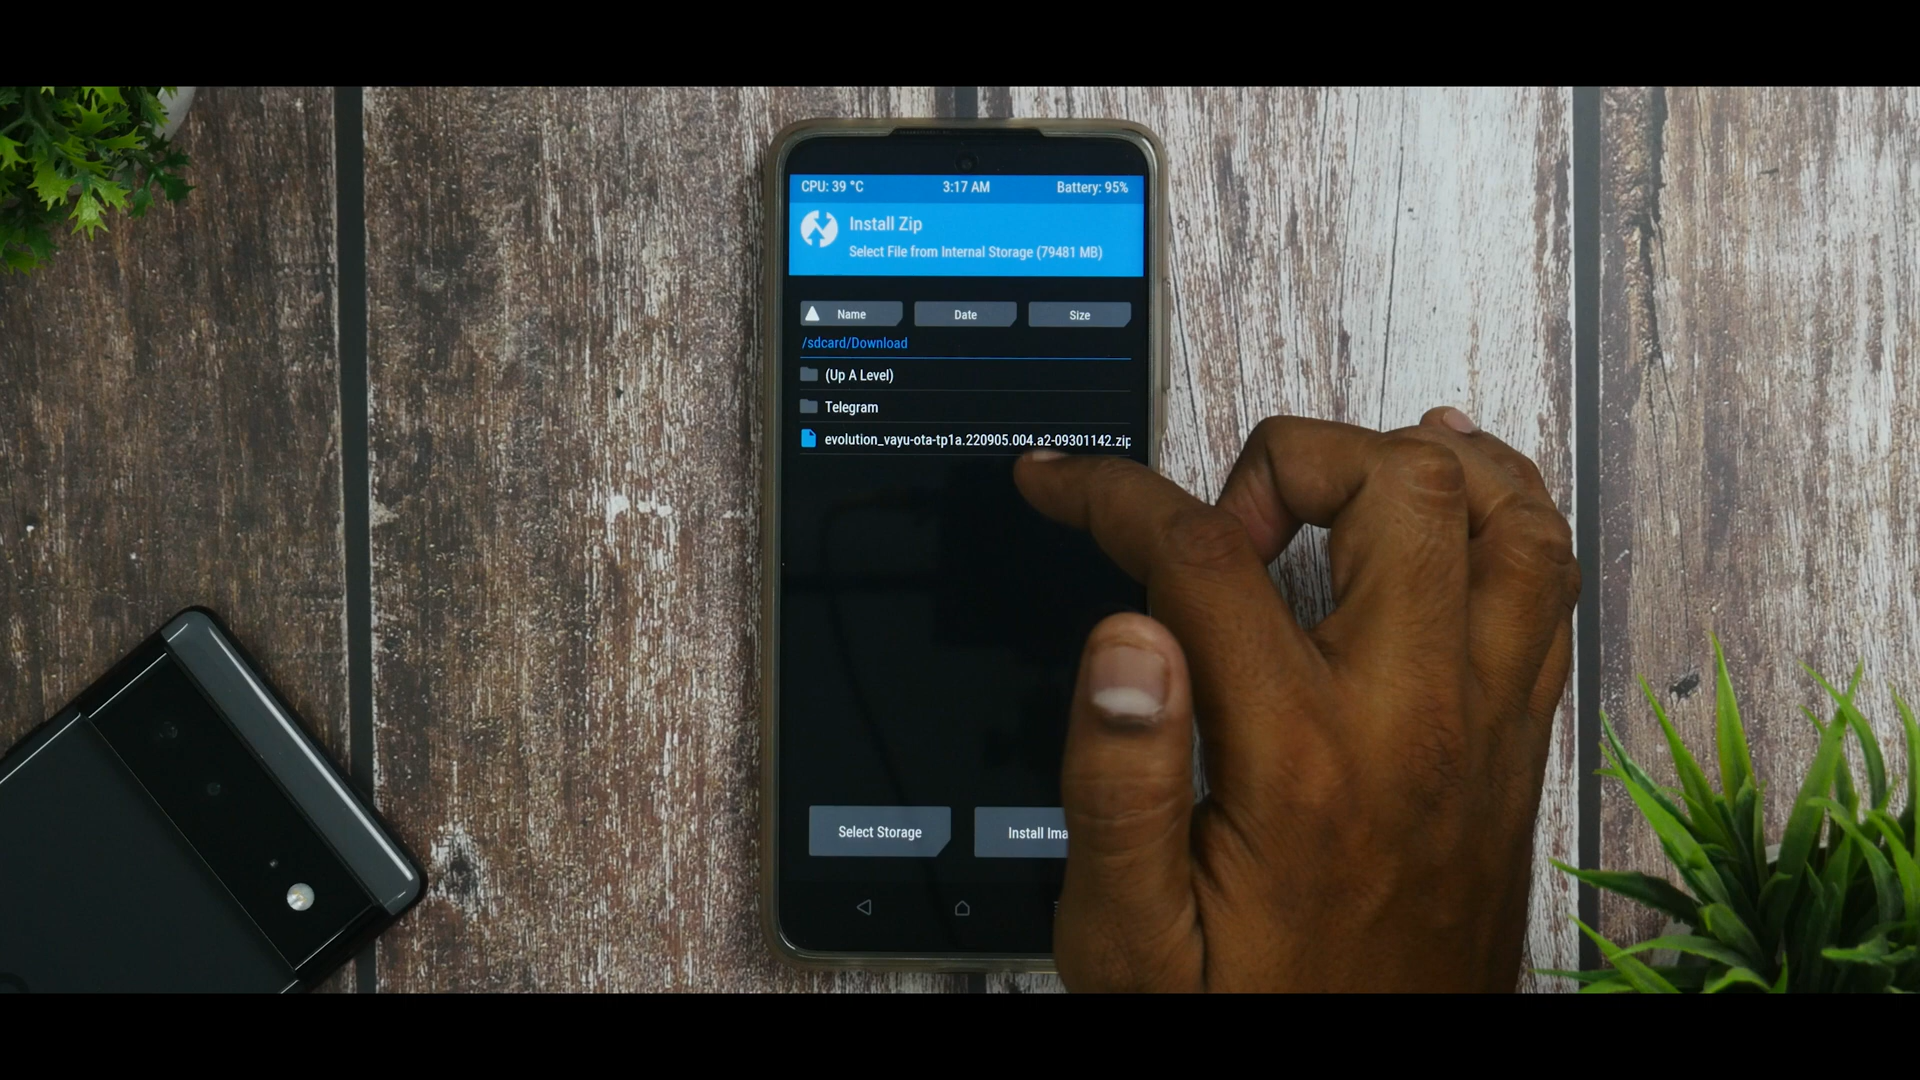 CPU: 39 °C 3:17 AM Battery: 95%
Install Zip
Select File from Internal Storage (79481 MB)
Name Date Size
/sdcard/Download
(Up A Level)
Telegram
evolution_vayu-ota-tp1a.220905.004.a2-09301142.zip
Select Storage Install Ima